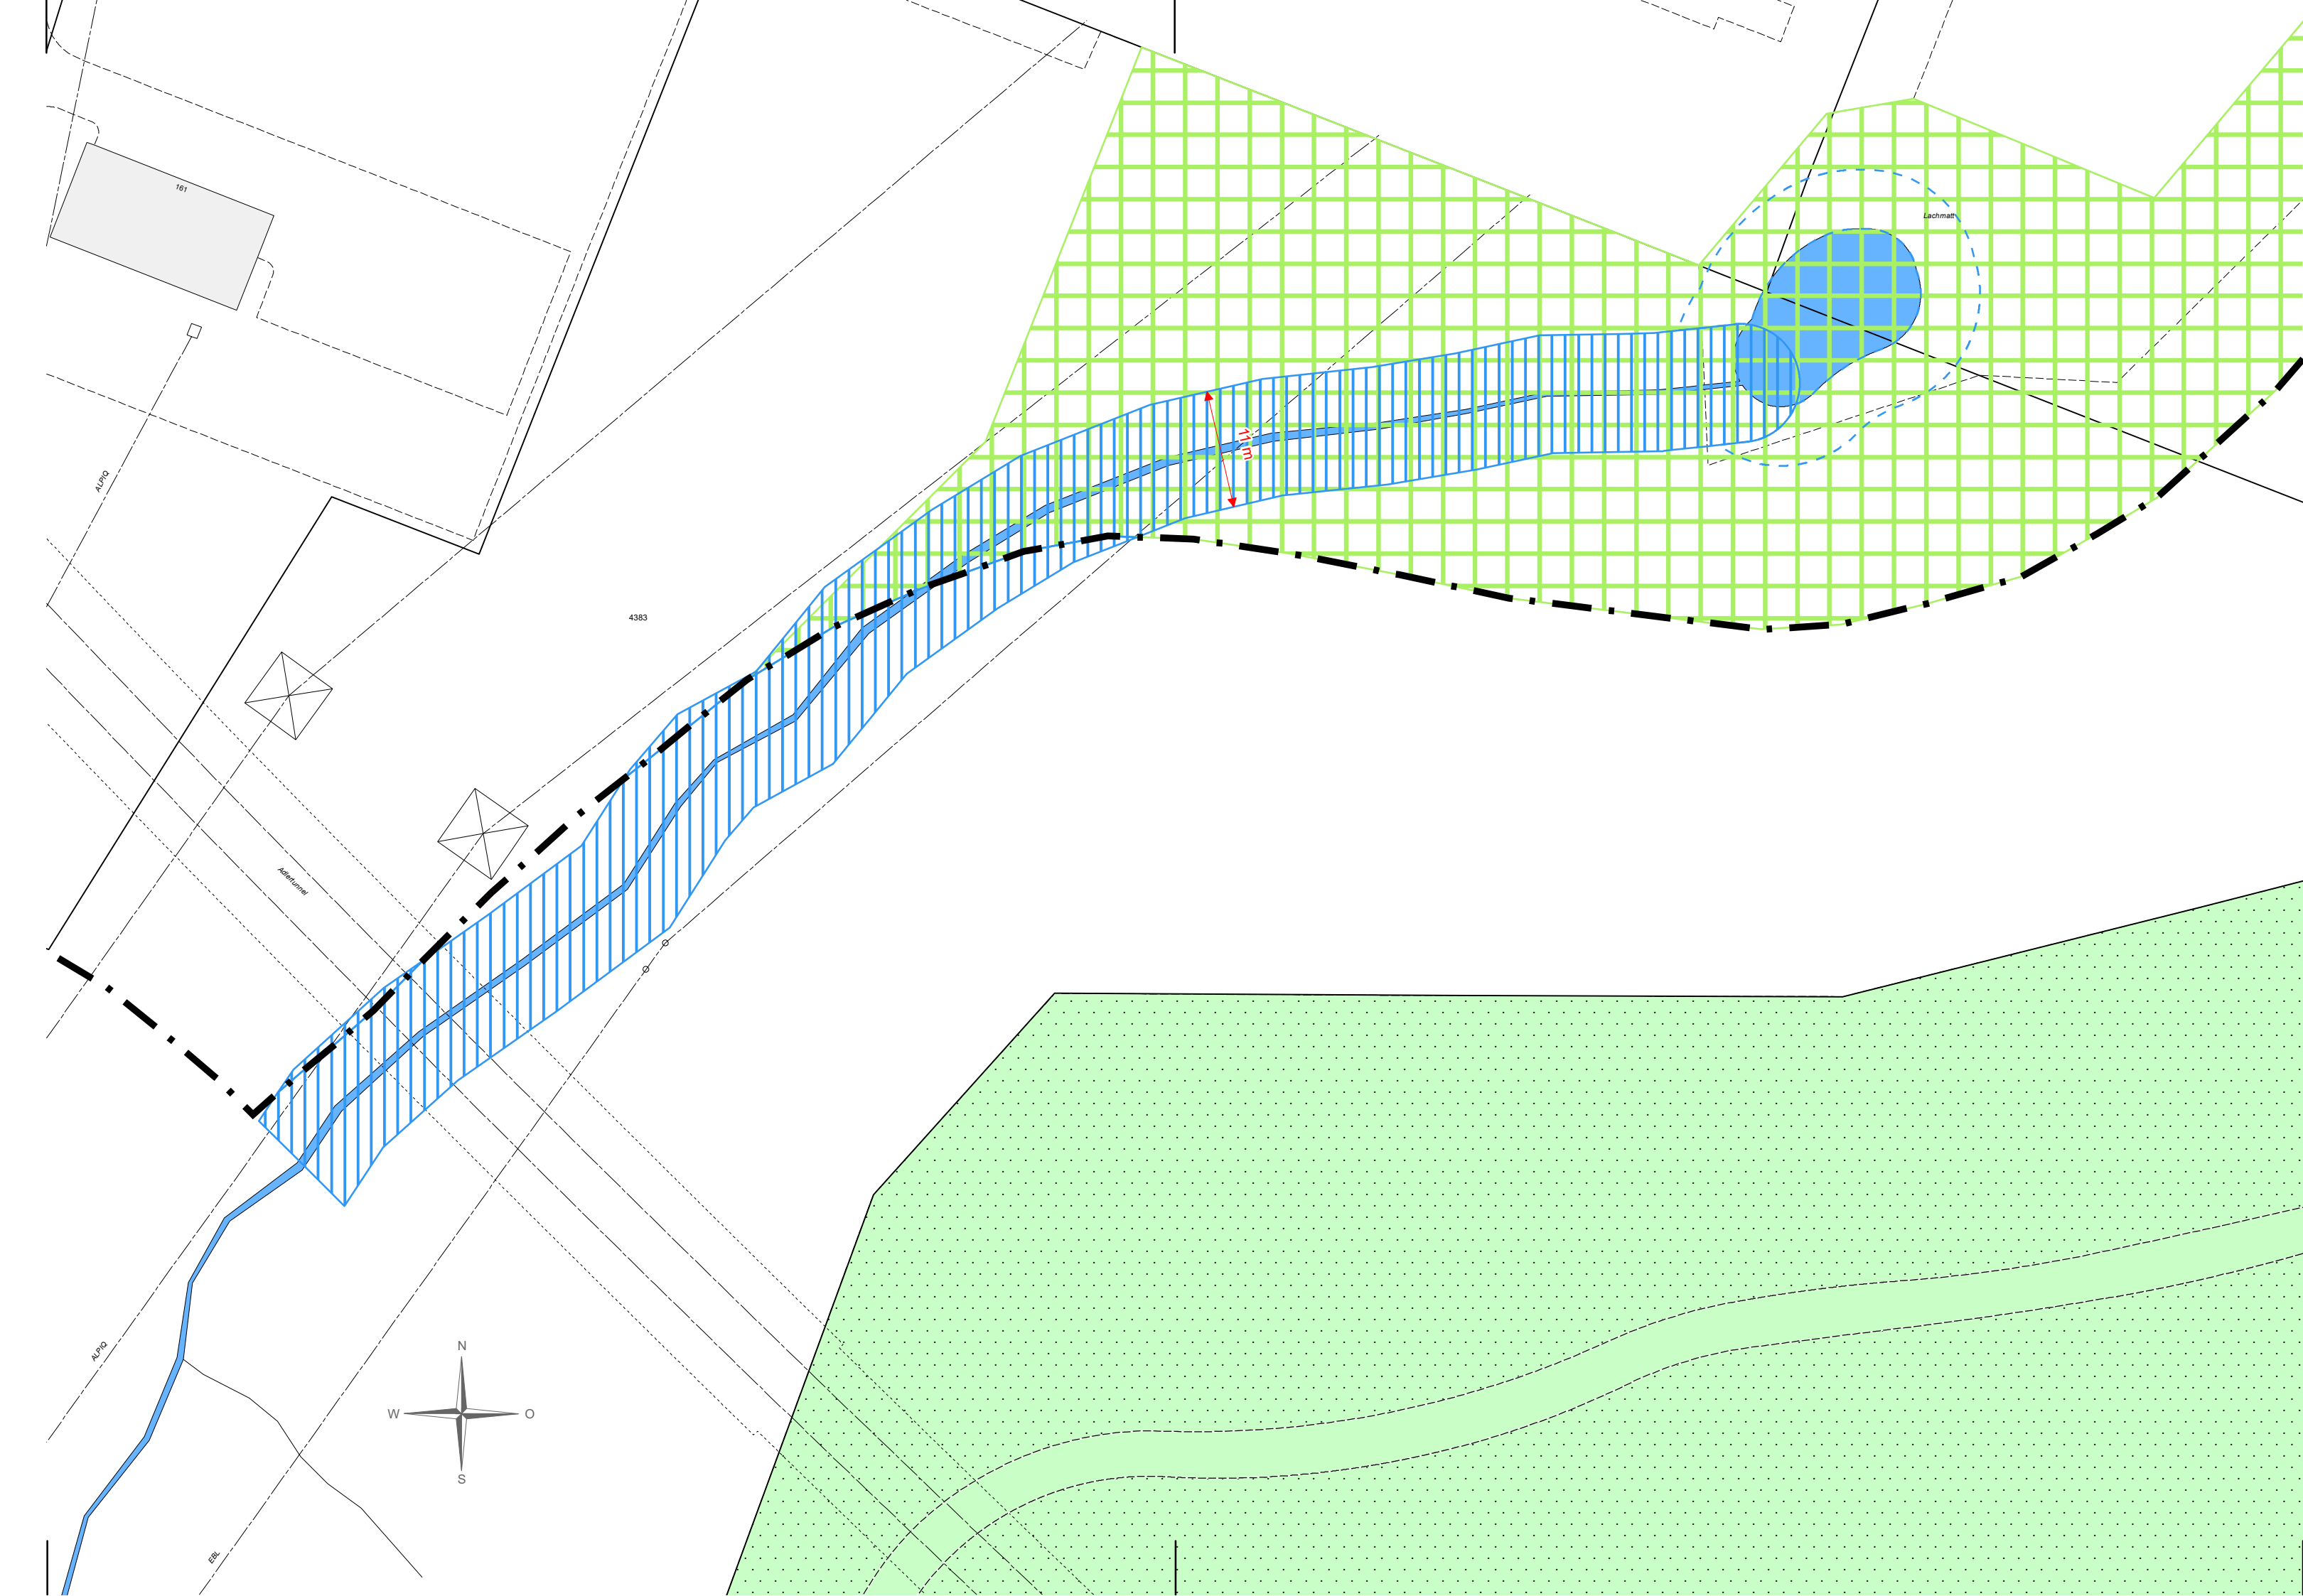 161
Lachmatt
ALPIQ
11 m
4383
Adlertunnel
N
W
O
S
ALPIQ
EBL